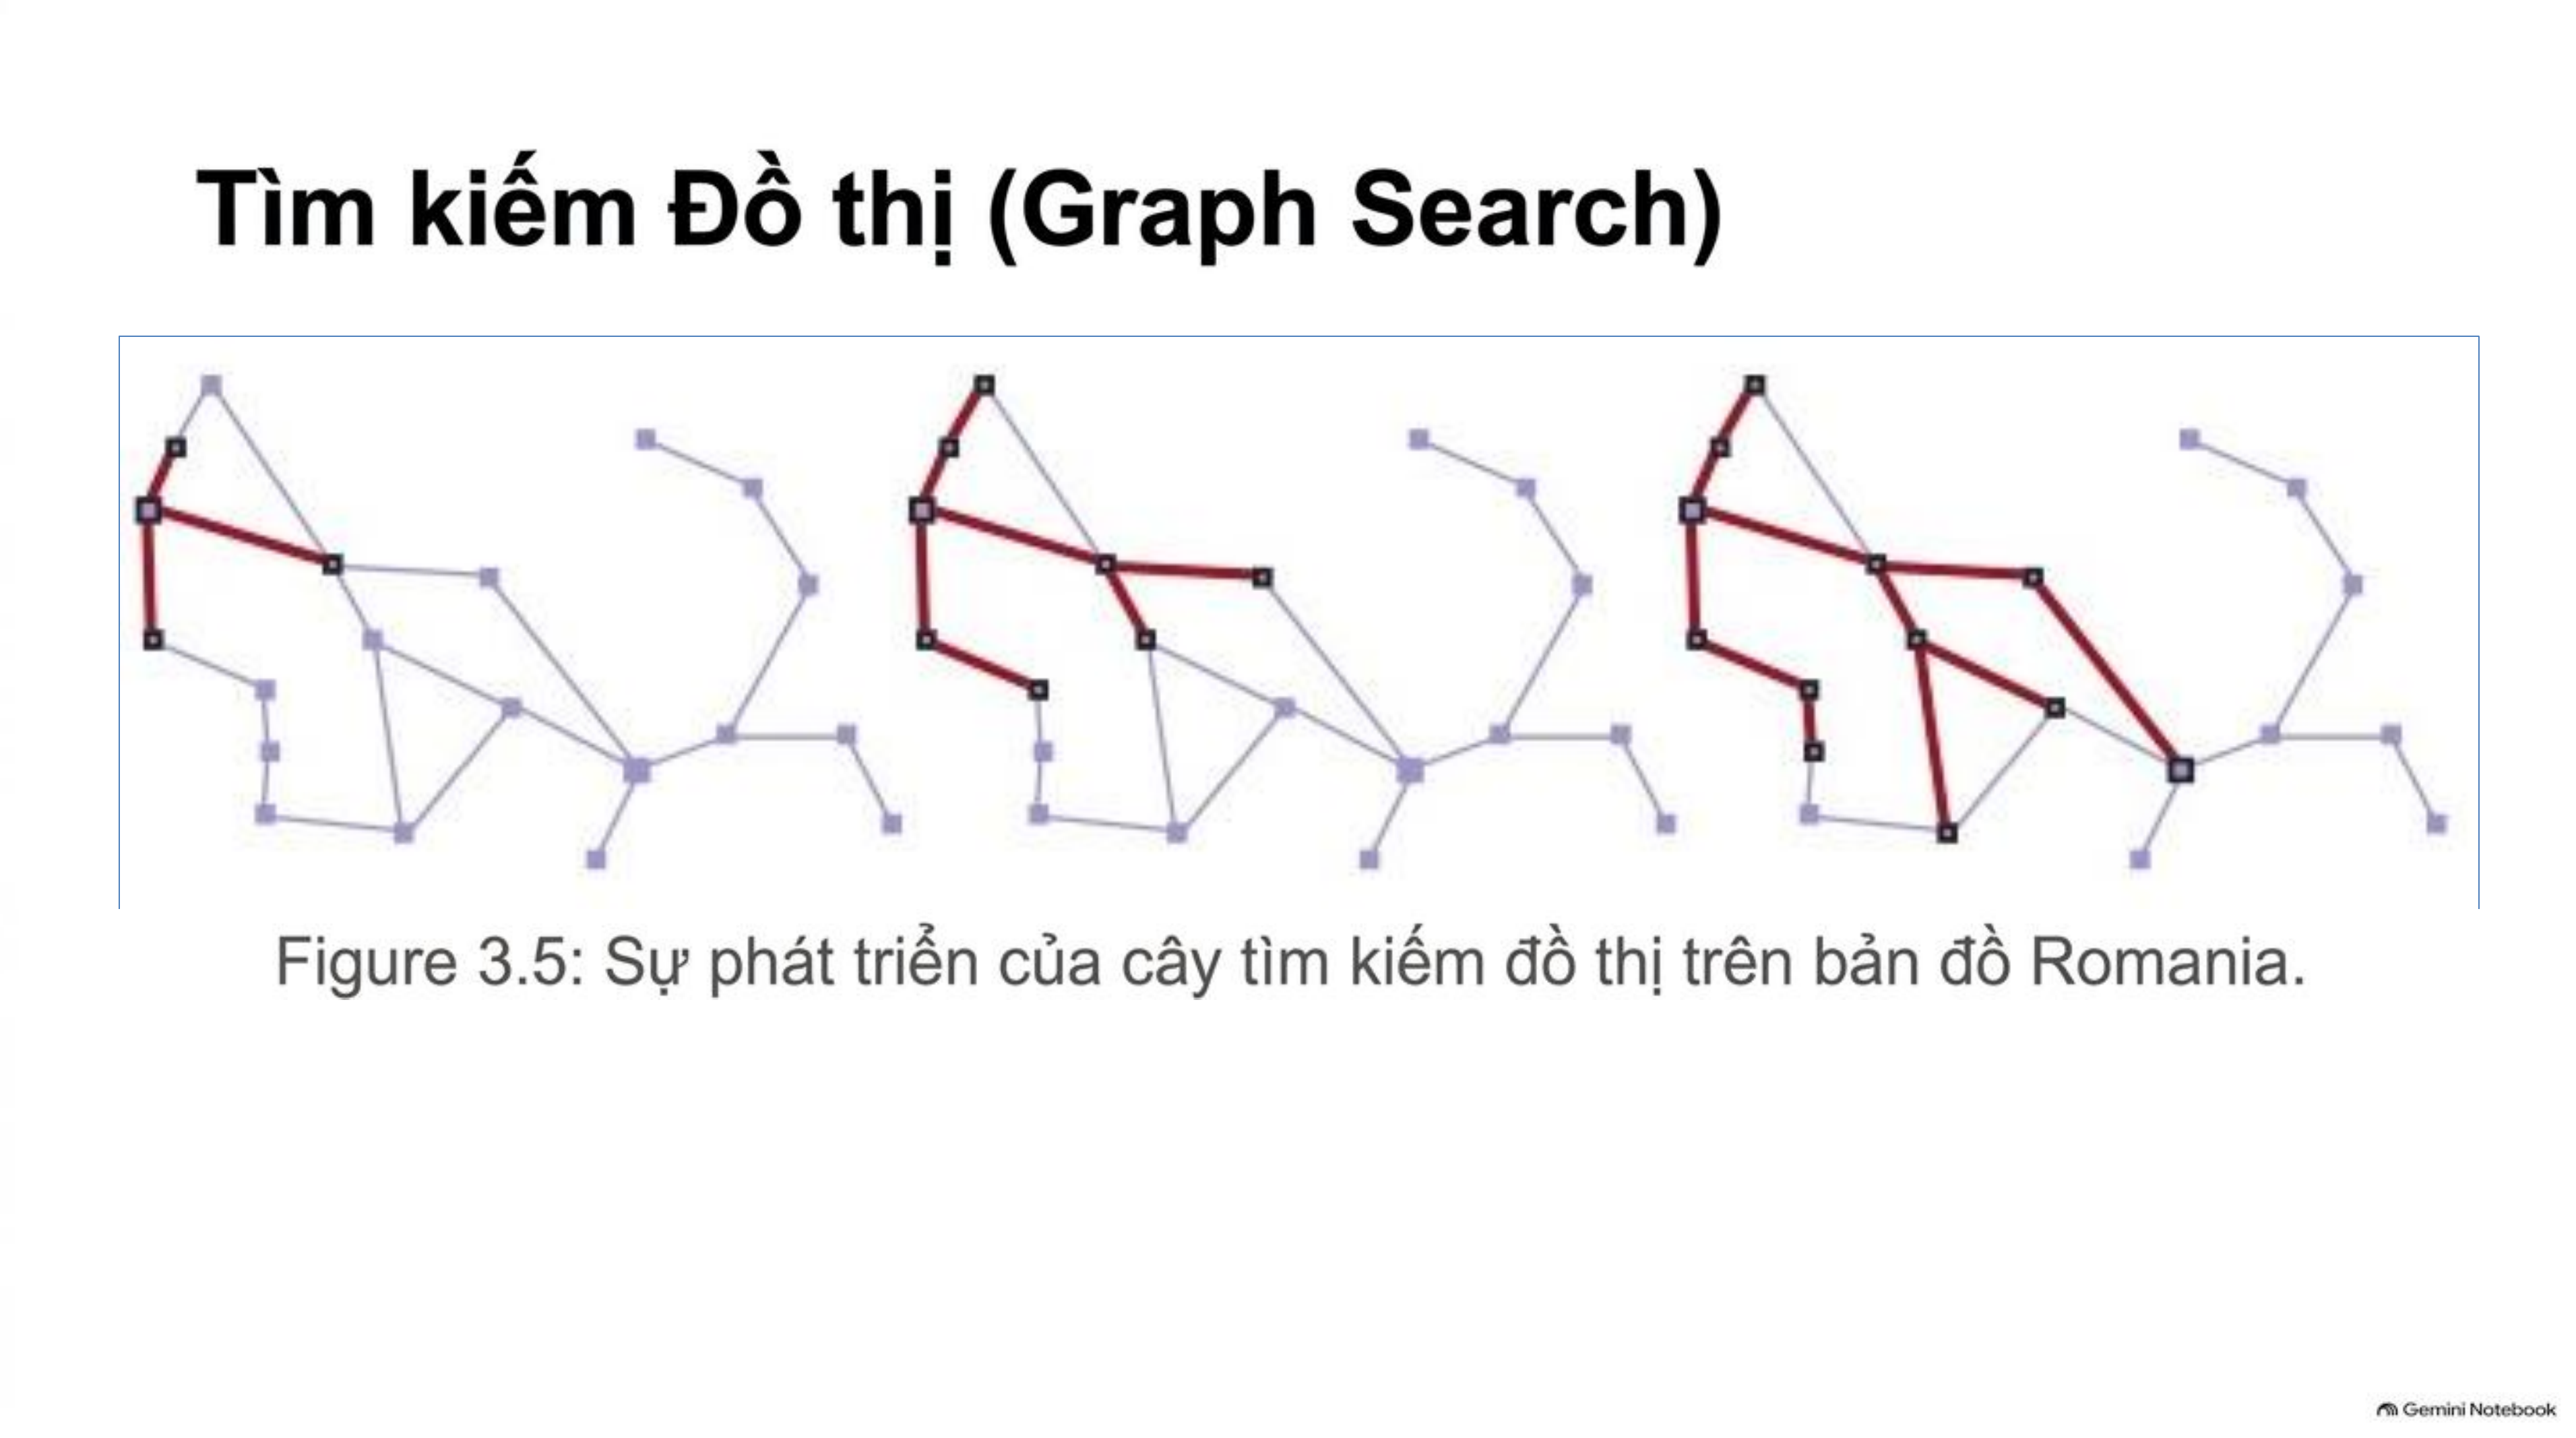 Tìm kiếm Đồ thị (Graph Search)
Figure 3.5: Sự phát triển của cây tìm kiếm đồ thị trên bản đồ Romania.
Gemini Notebook